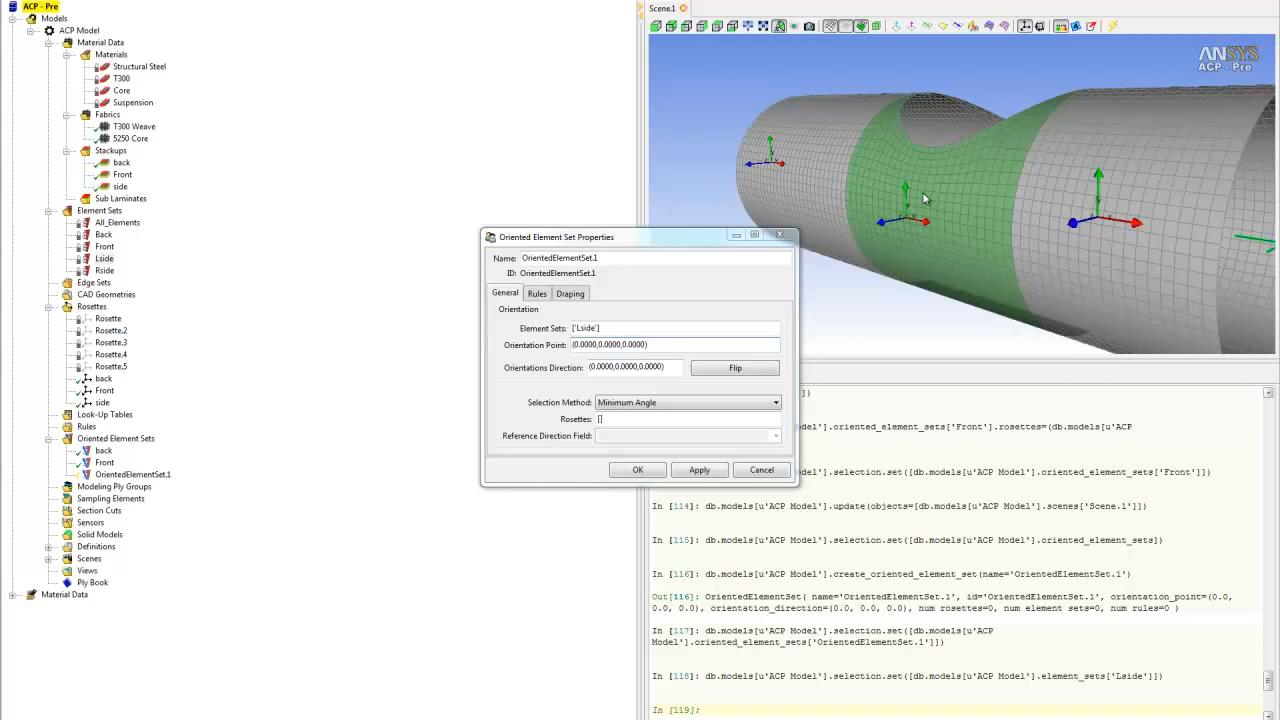 ACP - Pre
Models
ACP Model
Material Data
Materials
Structural Steel
T300
Core
Suspension
Fabrics
T300 Weave
5250 Core
Stackups
back
Front
side
Sub Laminates
Element Sets
All_Elements
Back
Front
Lside
Rside
Edge Sets
CAD Geometries
Rosettes
Rosette
Rosette.2
Rosette.3
Rosette.4
Rosette.5
back
Front
side
Look-Up Tables
Rules
Oriented Element Sets
back
Front
OrientedElementSet.1
Modeling Ply Groups
Sampling Elements
Section Cuts
Sensors
Solid Models
Definitions
Scenes
Views
Ply Book
Material Data
Scene.1
ANSYS
ACP - Pre
Oriented Element Set Properties
Name: OrientedElementSet.1
ID: OrientedElementSet.1
General Rules Draping
Orientation
Element Sets: ['Lside']
Orientation Point: (0.0000,0.0000,0.0000)
Orientations Direction: (0.0000,0.0000,0.0000) Flip
Selection Method: Minimum Angle
Rosettes: []
Reference Direction Field:
OK Apply Cancel
])
del'].oriented_element_sets['Front'].rosettes=(db.models[u'ACP
del'].selection.set([db.models[u'ACP Model'].oriented_element_sets['Front']])
In [114]: db.models[u'ACP Model'].update(objects=[db.models[u'ACP Model'].scenes['Scene.1']])
In [115]: db.models[u'ACP Model'].selection.set([db.models[u'ACP Model'].oriented_element_sets])
In [116]: db.models[u'ACP Model'].create_oriented_element_set(name='OrientedElementSet.1')
Out[116]: OrientedElementSet( name='OrientedElementSet.1', id='OrientedElementSet.1', orientation_point=(0.0,
0.0, 0.0), orientation_direction=(0.0, 0.0, 0.0), num rosettes=0, num element sets=0, num rules=0 )
In [117]: db.models[u'ACP Model'].selection.set([db.models[u'ACP
Model'].oriented_element_sets['OrientedElementSet.1']])
In [118]: db.models[u'ACP Model'].selection.set([db.models[u'ACP Model'].element_sets['Lside']])
In [119]: